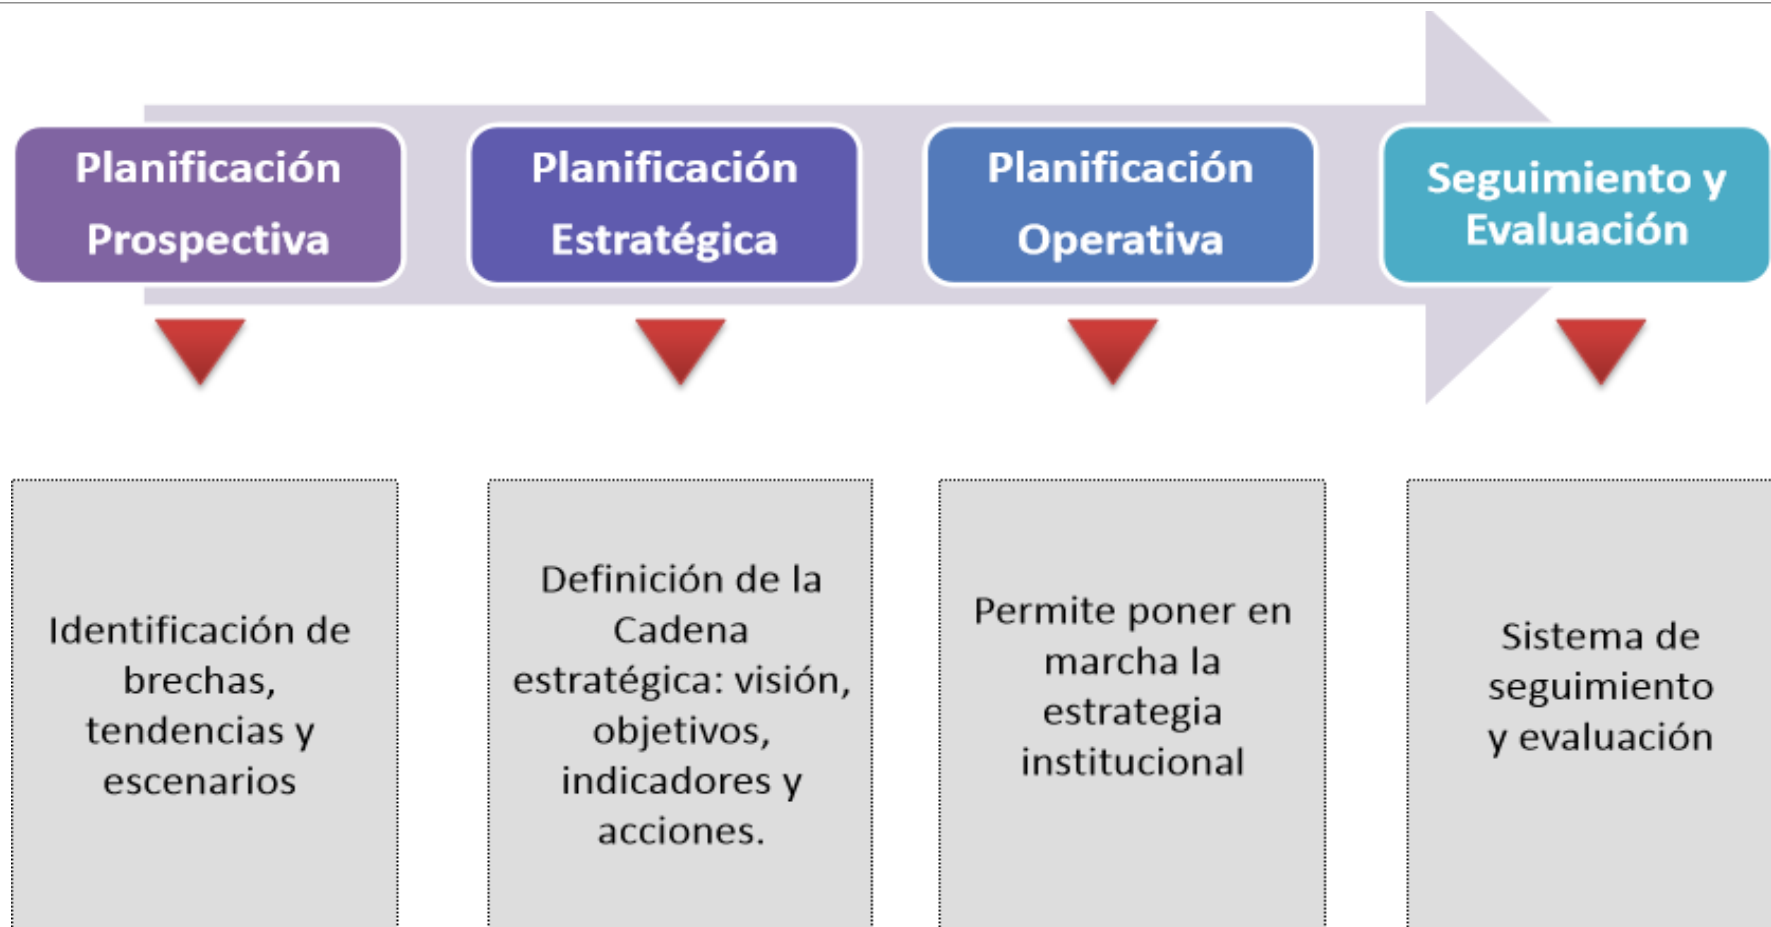 Planificación
Prospectiva
Planificación
Estratégica
Planificación
Operativa
Seguimiento y
Evaluación
Identificación de
brechas,
tendencias y
escenarios
Definición de la
Cadena
estratégica: visión,
objetivos,
indicadores y
acciones.
Permite poner en
marcha la
estrategia
institucional
Sistema de
seguimiento
y evaluación